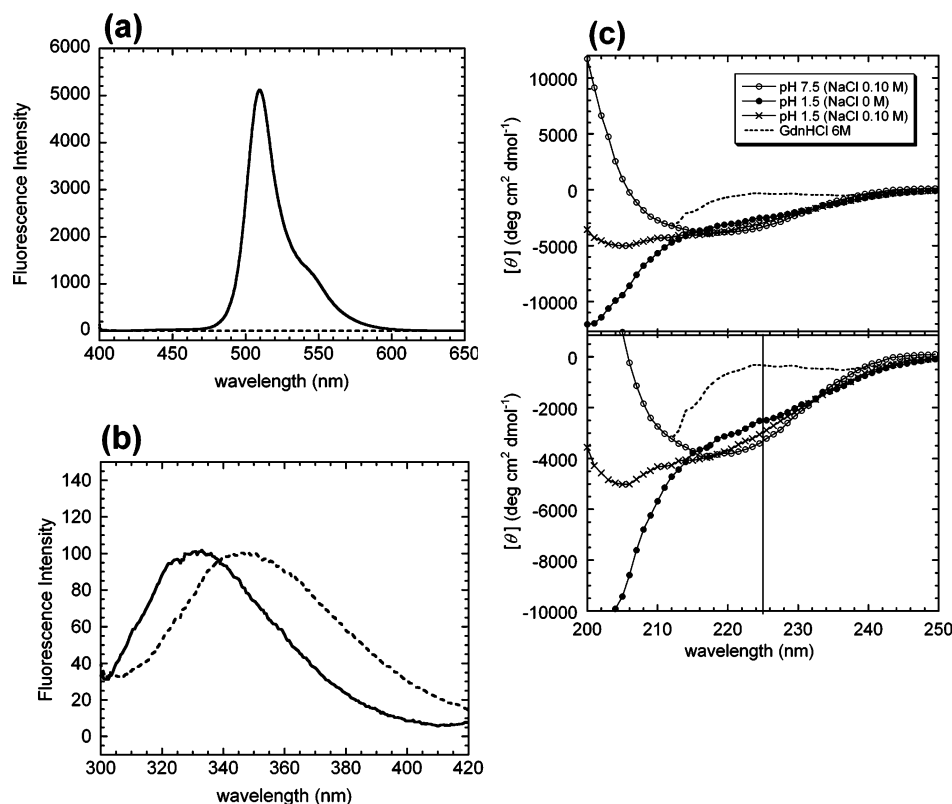 (a)
6000
5000
4000
3000
2000
1000
0
Fluorescence Intensity
400 450 500 550 600 650
wavelength (nm)
(b)
140
120
100
80
60
40
20
0
Fluorescence Intensity
300 320 340 360 380 400 420
wavelength (nm)
(c)
10000
5000
0
-5000
-10000
[θ] (deg cm² dmol⁻¹)
pH 7.5 (NaCl 0.10 M)
pH 1.5 (NaCl 0 M)
pH 1.5 (NaCl 0.10 M)
GdnHCl 6M
0
-2000
-4000
-6000
-8000
-10000
[θ] (deg cm² dmol⁻¹)
200 210 220 230 240 250
wavelength (nm)